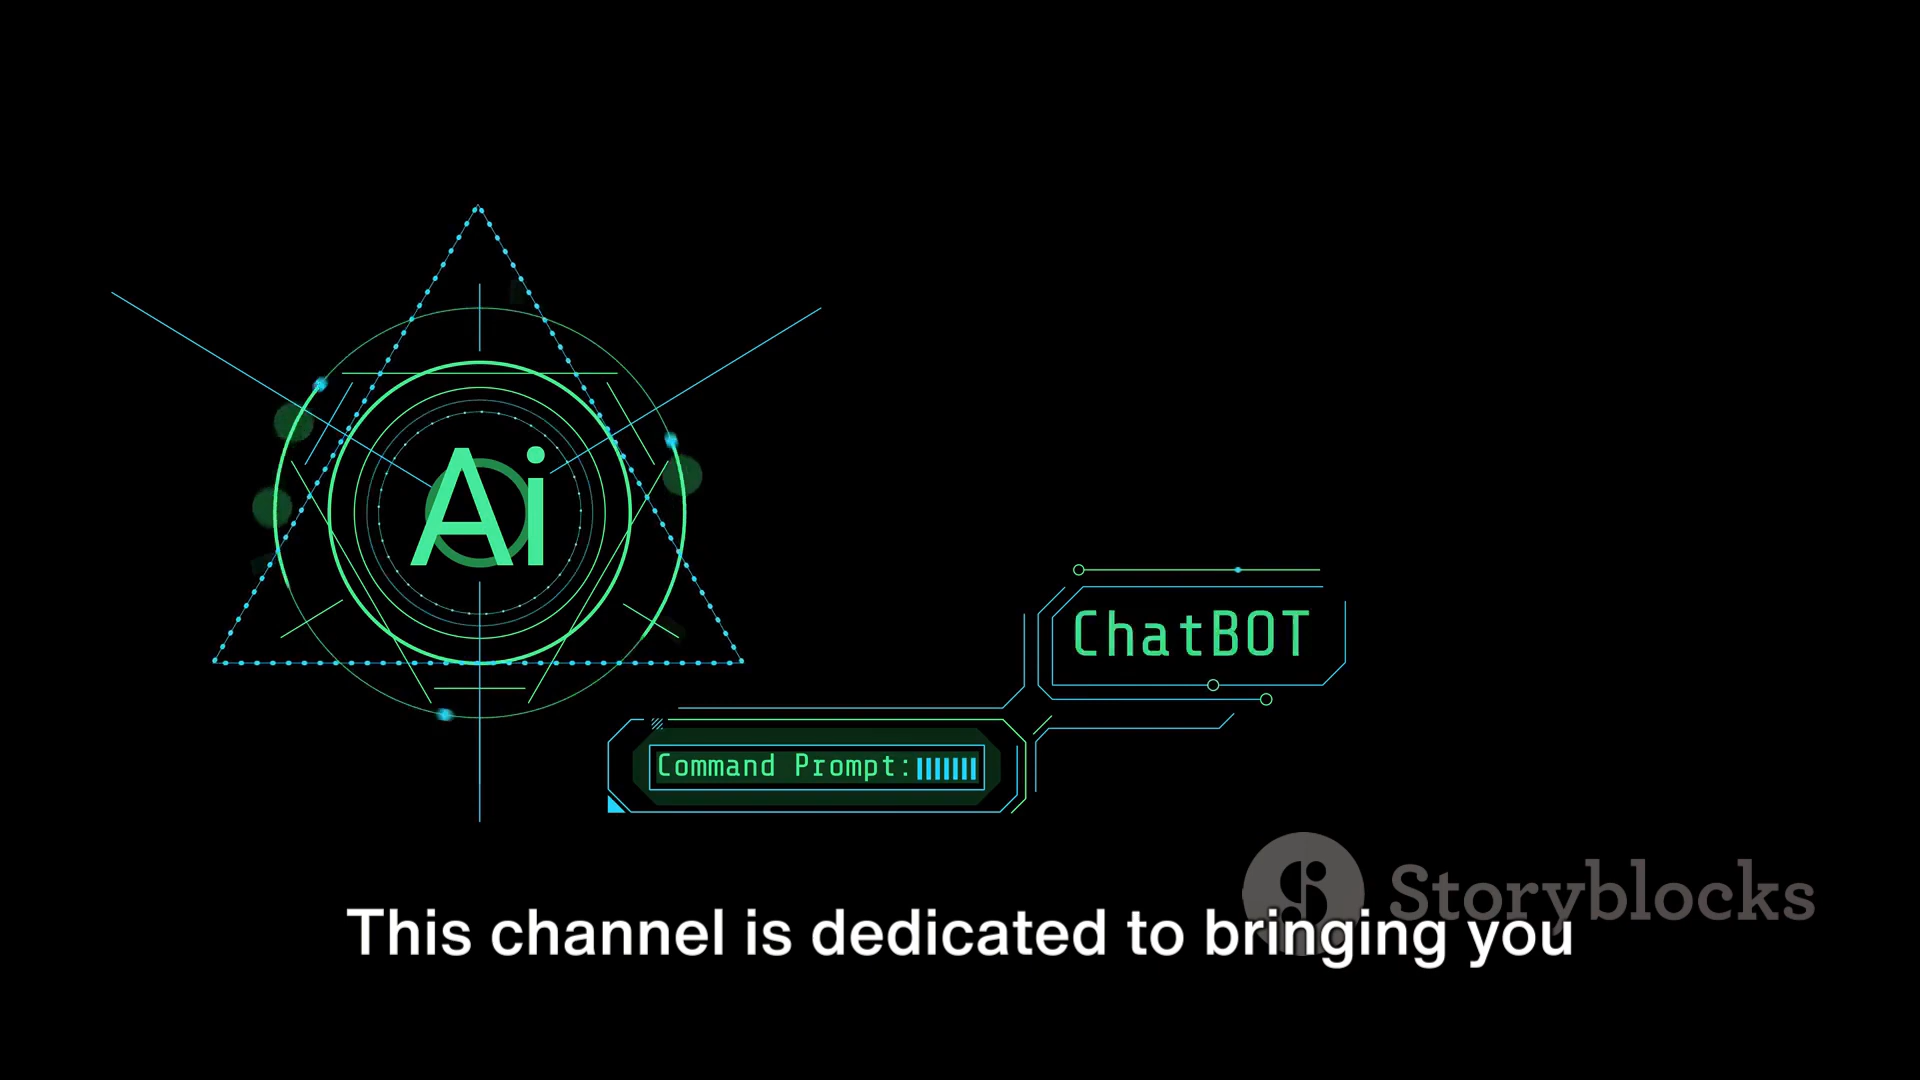 Ai
ChatBOT
Command Prompt:
Storyblocks
This channel is dedicated to bringing you